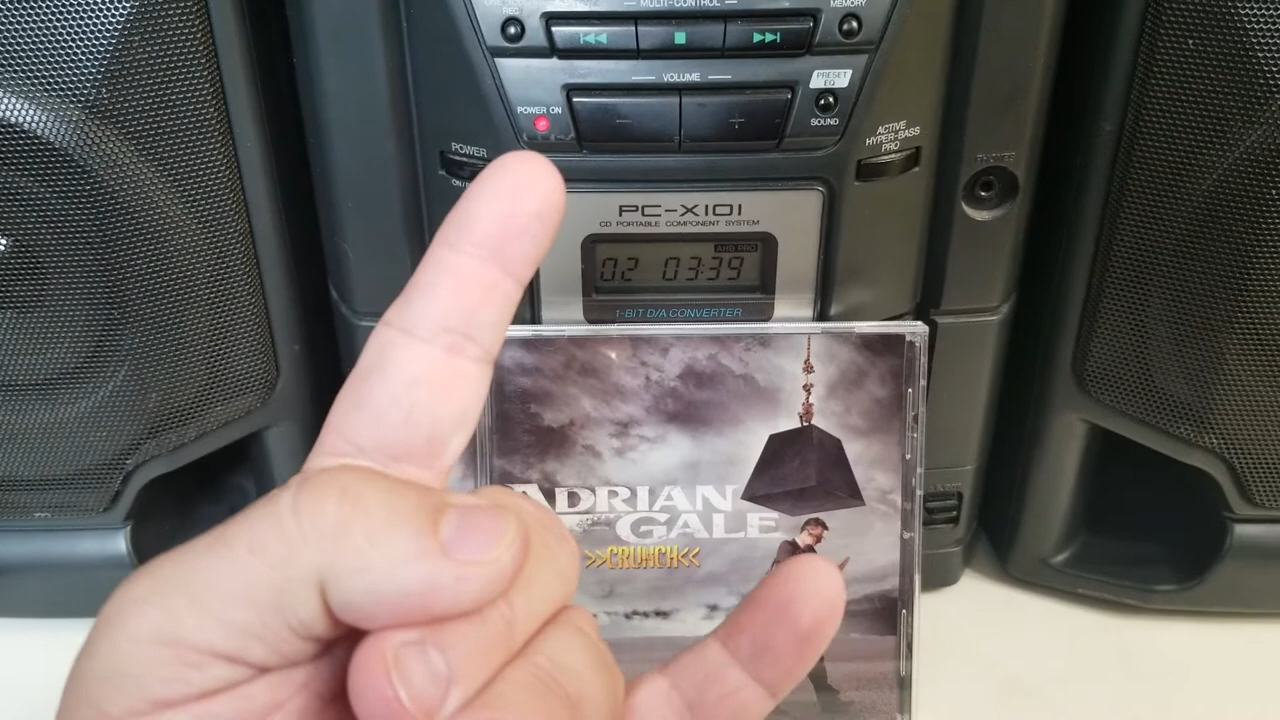 MULTI-CONTROL
REC
MEMORY
VOLUME
PRESET
EQ
POWER ON
SOUND
− +
POWER
ACTIVE
HYPER-BASS
PRO
PHONES
PC-X101
CD PORTABLE COMPONENT SYSTEM
AHB PRO
02 03:39
1-BIT D/A CONVERTER
ADRIAN
GALE
>>CRUNCH<<